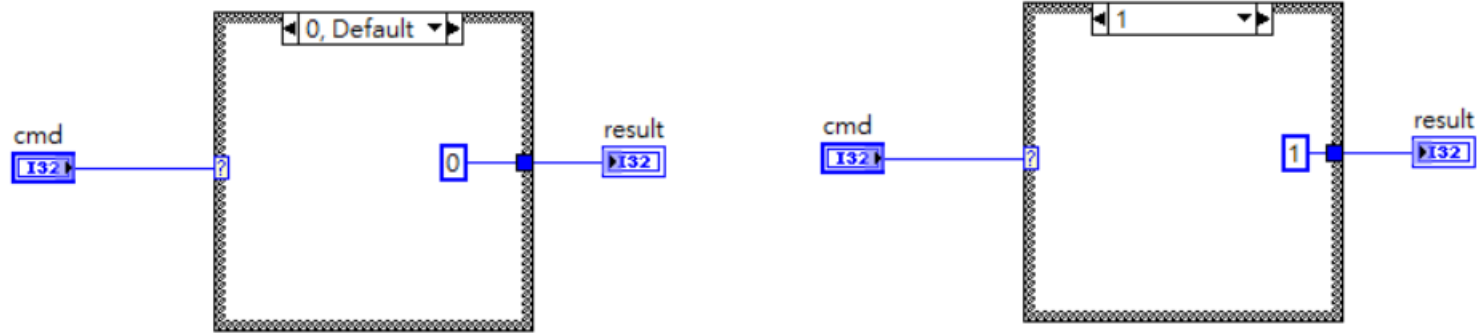 0, Default
cmd
I32
?
0
result
I32
1
cmd
I32
?
1
result
I32